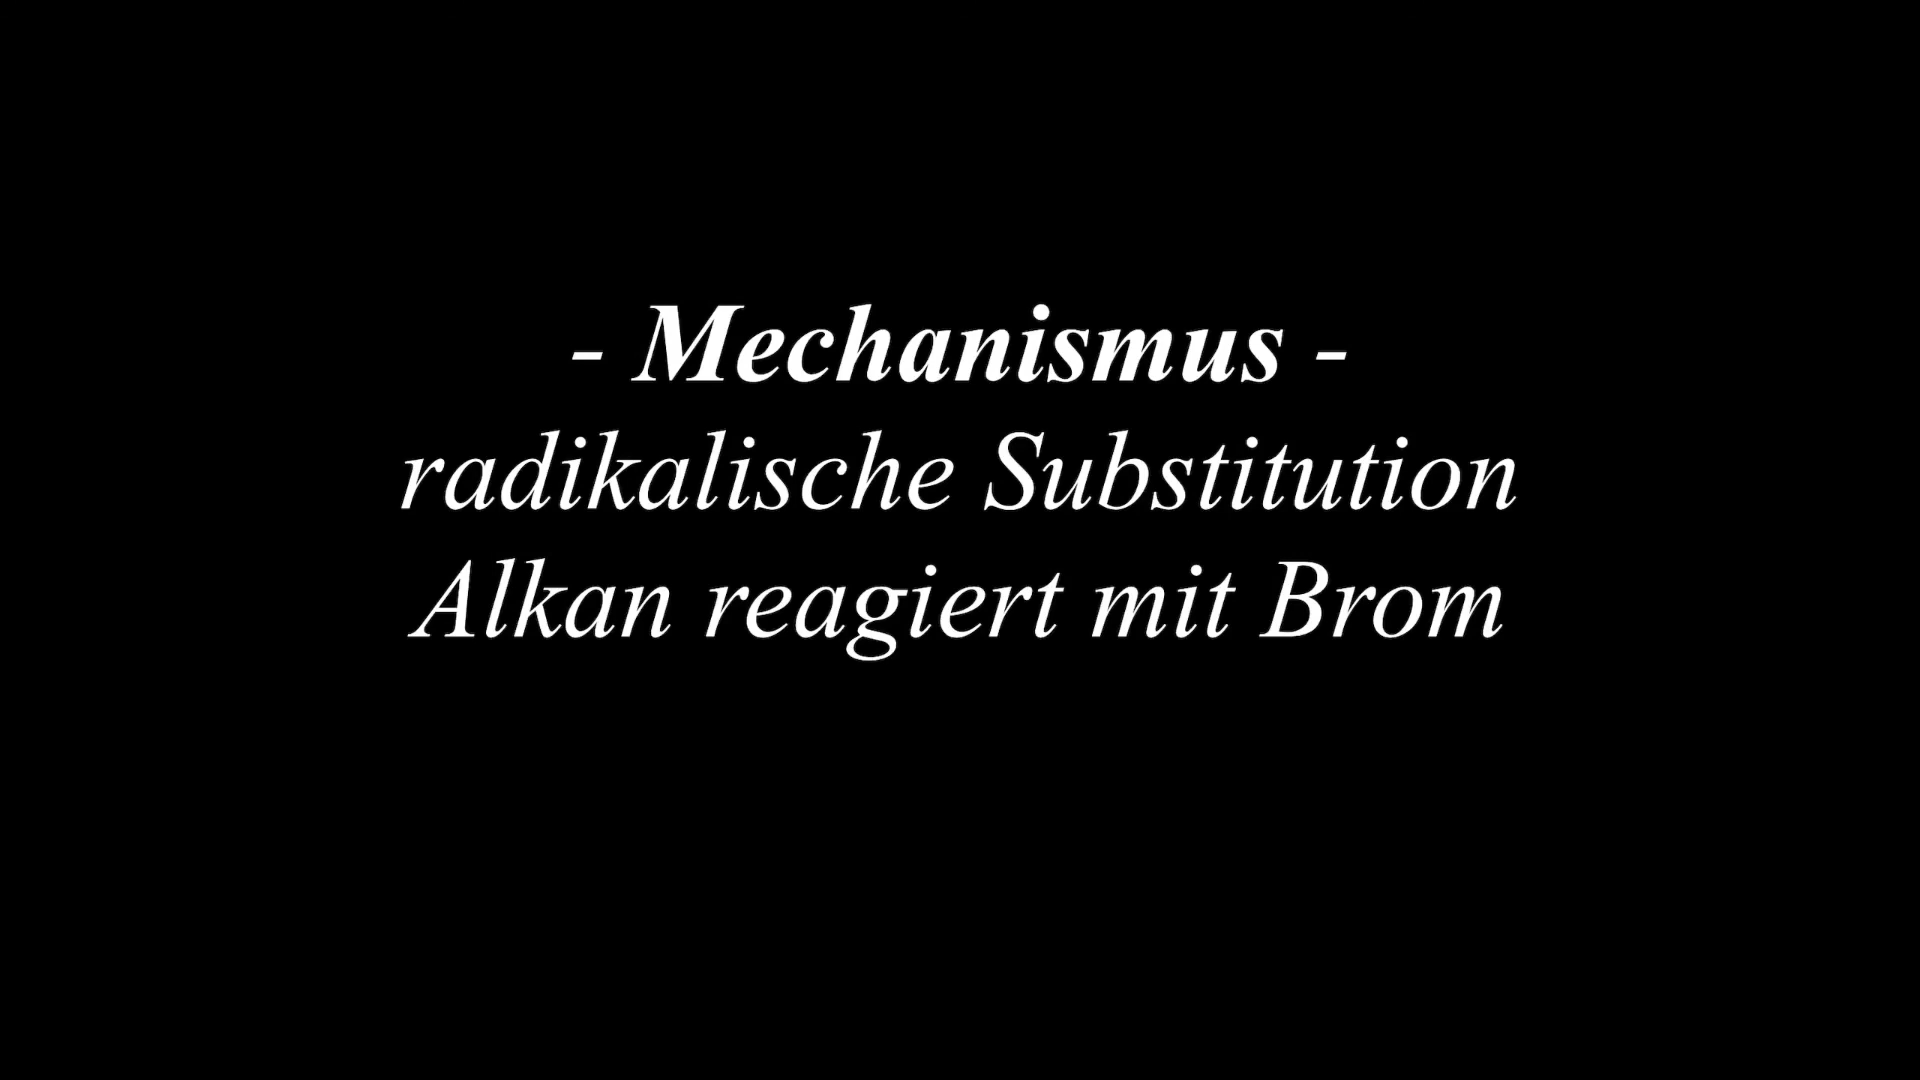 - Mechanismus -
radikalische Substitution
Alkan reagiert mit Brom